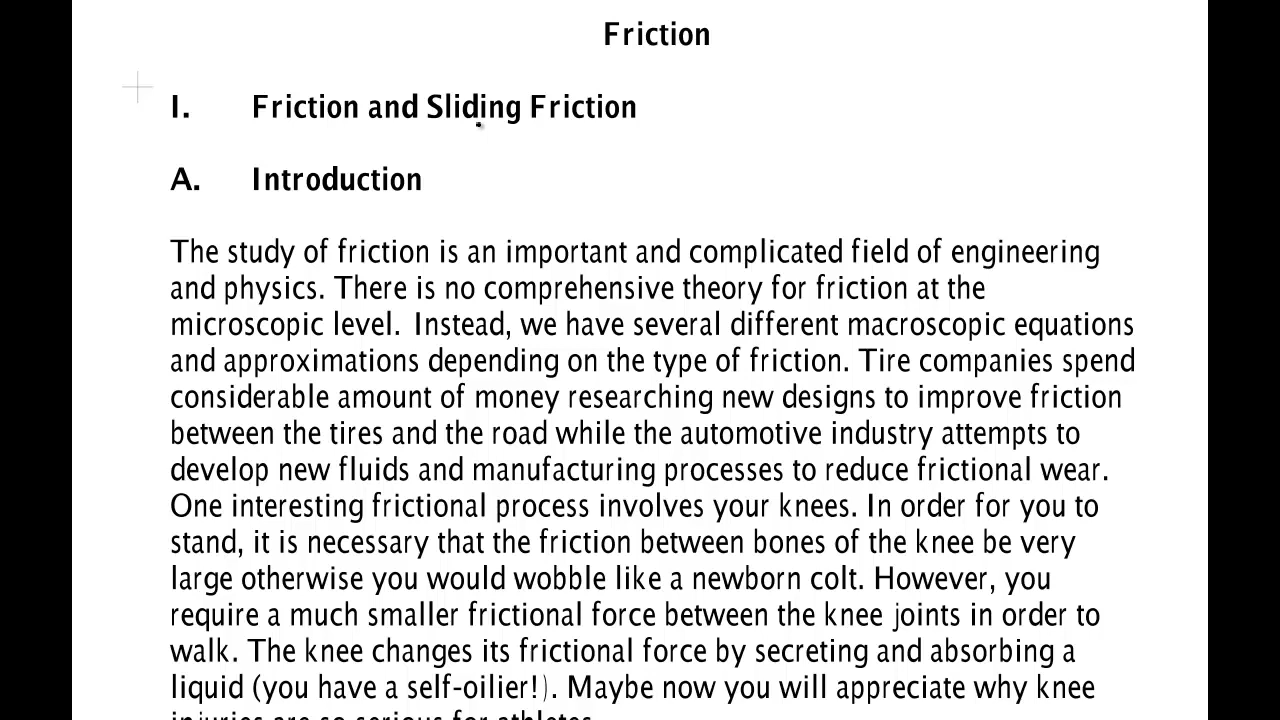 Friction
I. Friction and Sliding Friction
A. Introduction
The study of friction is an important and complicated field of engineering
and physics. There is no comprehensive theory for friction at the
microscopic level. Instead, we have several different macroscopic equations
and approximations depending on the type of friction. Tire companies spend
considerable amount of money researching new designs to improve friction
between the tires and the road while the automotive industry attempts to
develop new fluids and manufacturing processes to reduce frictional wear.
One interesting frictional process involves your knees. In order for you to
stand, it is necessary that the friction between bones of the knee be very
large otherwise you would wobble like a newborn colt. However, you
require a much smaller frictional force between the knee joints in order to
walk. The knee changes its frictional force by secreting and absorbing a
liquid (you have a self-oilier!). Maybe now you will appreciate why knee
injuries are so serious for athletes.